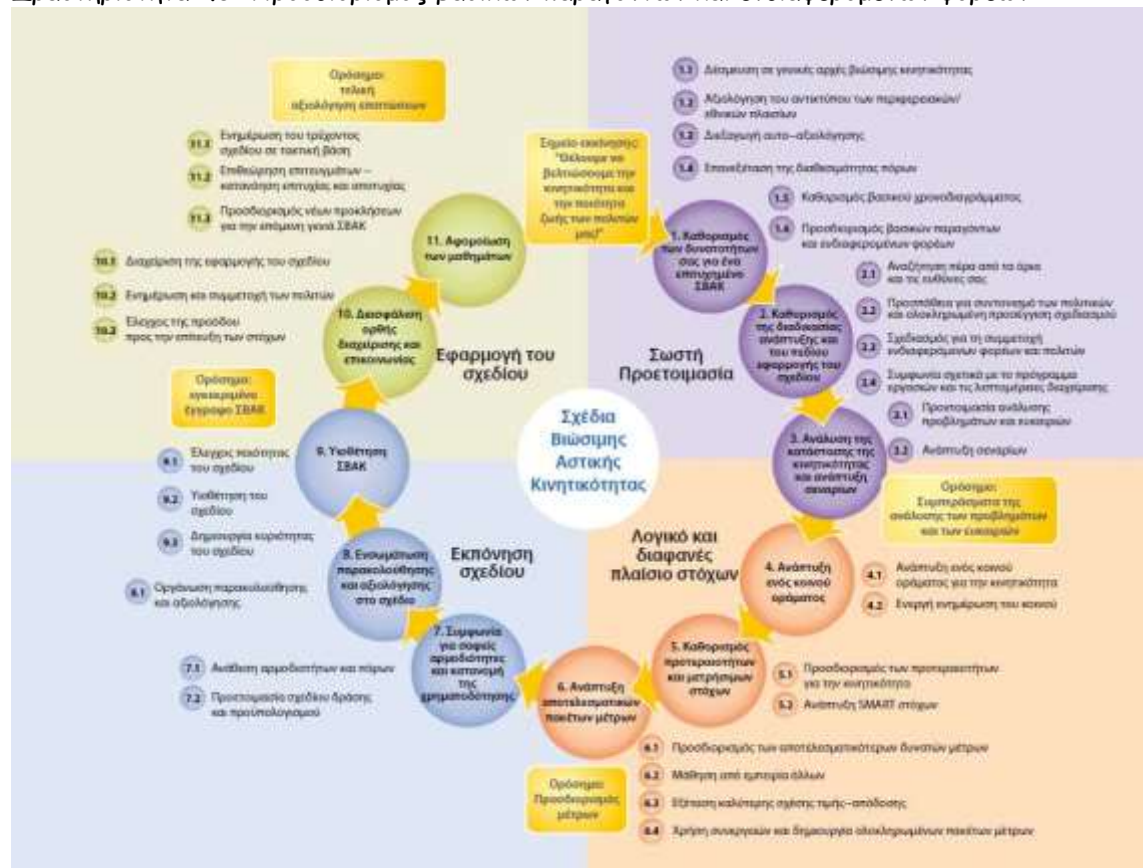 Ορόσημο:
τελική
αξιολόγηση επιπτώσεων
11.1 Ενημέρωση του τρέχοντος
σχεδίου σε τακτική βάση
11.2 Επιθεώρηση επιτευγμάτων –
κατανόηση επιτυχίας και αποτυχίας
11.3 Προσδιορισμός νέων προκλήσεων
για την επόμενη γενιά ΣΒΑΚ
10.1 Διαχείριση της εφαρμογής του σχεδίου
10.2 Ενημέρωση και συμμετοχή των πολιτών
10.3 Έλεγχος της προόδου
προς την επίτευξη των στόχων
Σημείο εκκίνησης:
"Θέλουμε να
βελτιώσουμε την
κινητικότητα και
την ποιότητα
ζωής των πολιτών
μας!"
1.1 Δέσμευση σε γενικές αρχές βιώσιμης κινητικότητας
1.2 Αξιολόγηση του αντικτύπου των περιφερειακών/
εθνικών πλαισίων
1.3 Διεξαγωγή αυτο-αξιολόγησης
1.4 Επανεξέταση της διαθεσιμότητας πόρων
1.5 Καθορισμός βασικού χρονοδιαγράμματος
1.6 Προσδιορισμός βασικών παραγόντων
και ενδιαφερομένων φορέων
2.1 Αναζήτηση πέρα από τα όρια
και τις ευθύνες σας
2.2 Προσπάθεια για συντονισμό των πολιτικών
και ολοκληρωμένη προσέγγιση σχεδιασμού
2.3 Σχεδιασμός για τη συμμετοχή
ενδιαφερόμενων φορέων και πολιτών
2.4 Συμφωνία σχετικά με το πρόγραμμα
εργασιών και τις λεπτομέρειες διαχείρισης
3.1 Προετοιμασία ανάλυσης
προβλημάτων και ευκαιριών
3.2 Ανάπτυξη σεναρίων
11. Αφομοίωση
των μαθημάτων
1. Καθορισμός
των δυνατοτήτων
σας για ένα
επιτυχημένο
ΣΒΑΚ
10. Διασφάλιση
ορθής
διαχείρισης και
επικοινωνίας
2. Καθορισμός
της διαδικασίας
ανάπτυξης και
του πεδίου
εφαρμογής του
σχεδίου
Εφαρμογή του
σχεδίου
Σωστή
Προετοιμασία
Ορόσημο:
εγκεκριμένο
έγγραφο ΣΒΑΚ
9. Υιοθέτηση
ΣΒΑΚ
3. Ανάλυση της
κατάστασης της
κινητικότητας
και ανάπτυξη
σεναρίων
Σχέδια
Βιώσιμης
Αστικής
Κινητικότητας
9.1 Έλεγχος ποιότητας
του σχεδίου
9.2 Υιοθέτηση του
σχεδίου
9.3 Δημιουργία κυριότητας
του σχεδίου
Ορόσημο:
Συμπεράσματα της
ανάλυσης των προβλημάτων
και των ευκαιριών
Εκπόνηση
σχεδίου
Λογικό και
διαφανές
πλαίσιο στόχων
8. Ενσωμάτωση
παρακολούθησης
και αξιολόγησης
στο σχέδιο
8.1 Οργάνωση παρακολούθησης
και αξιολόγησης
4. Ανάπτυξη
ενός κοινού
οράματος
4.1 Ανάπτυξη ενός κοινού
οράματος για την κινητικότητα
4.2 Ενεργή ενημέρωση του κοινού
7. Συμφωνία
για σαφείς
αρμοδιότητες
και κατανομή
της
χρηματοδότησης
7.1 Ανάθεση αρμοδιοτήτων και πόρων
7.2 Προετοιμασία σχεδίου δράσης
και προϋπολογισμού
5. Καθορισμός
προτεραιοτήτων
και μετρήσιμων
στόχων
5.1 Προσδιορισμός των προτεραιοτήτων
για την κινητικότητα
5.2 Ανάπτυξη SMART στόχων
6. Ανάπτυξη
αποτελεσματικών
πακέτων μέτρων
Ορόσημο:
Προσδιορισμός
μέτρων
6.1 Προσδιορισμός των αποτελεσματικότερων δυνατών μέτρων
6.2 Μάθηση από εμπειρία άλλων
6.3 Εξέταση καλύτερης σχέσης τιμής-απόδοσης
6.4 Χρήση συνεργειών και δημιουργία ολοκληρωμένων πακέτων μέτρων